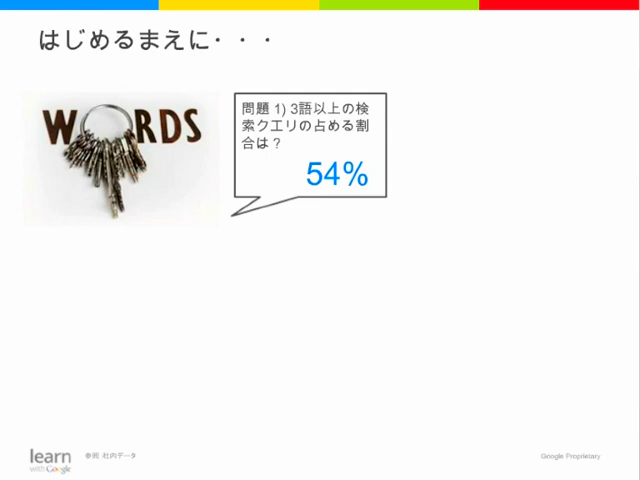 はじめるまえに・・・
WORDS
問題 1) 3語以上の検
索クエリの占める割
合は？
54%
learn
with Google
参照: 社内データ
Google Proprietary